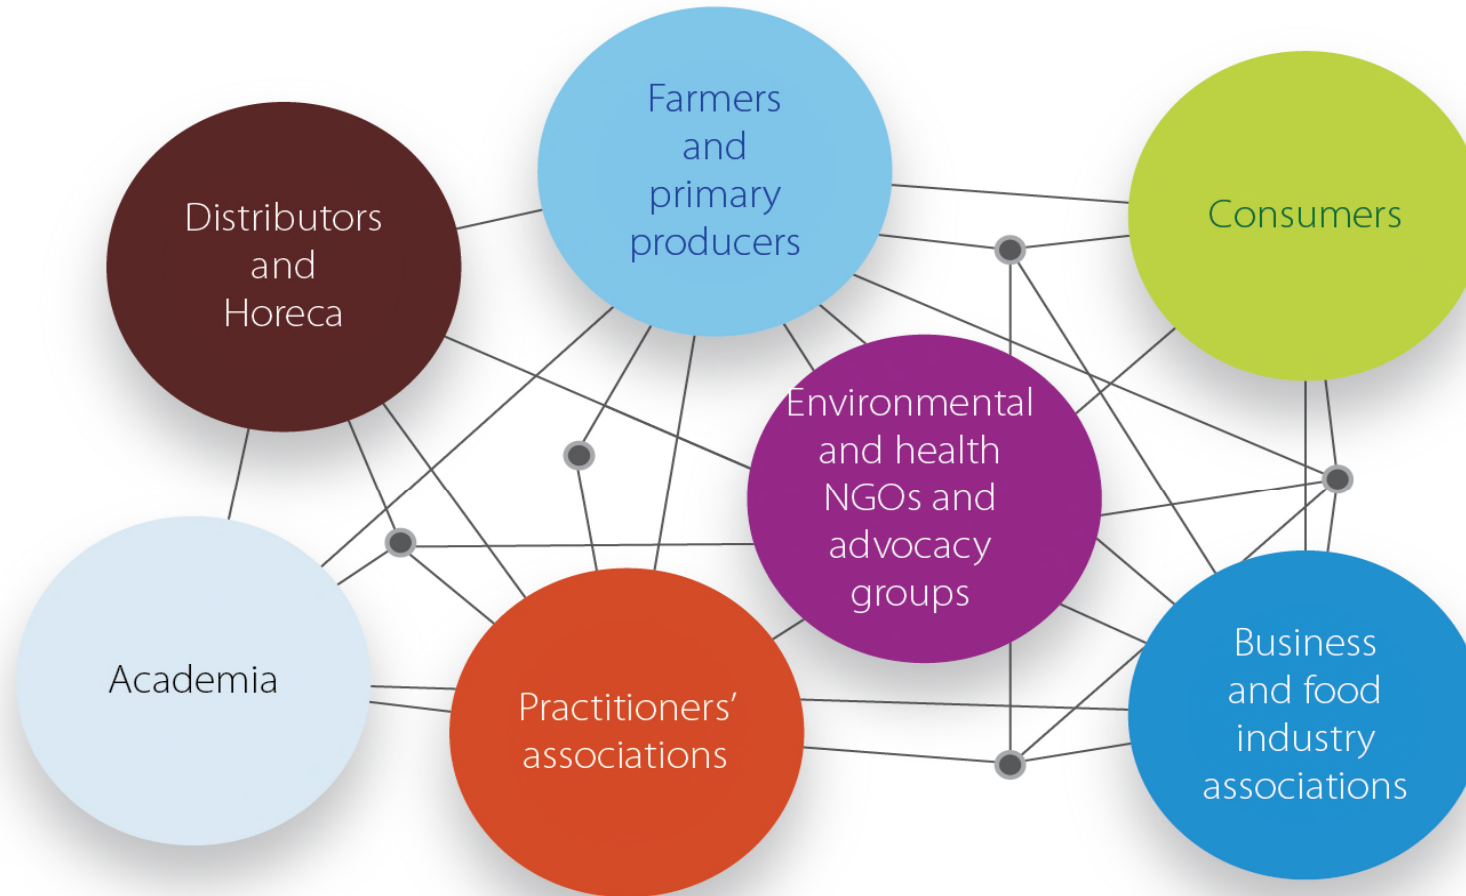 Farmers
and
primary
producers
Distributors
and
Horeca
Consumers
Environmental
and health
NGOs and
advocacy
groups
Academia
Practitioners’
associations
Business
and food
industry
associations